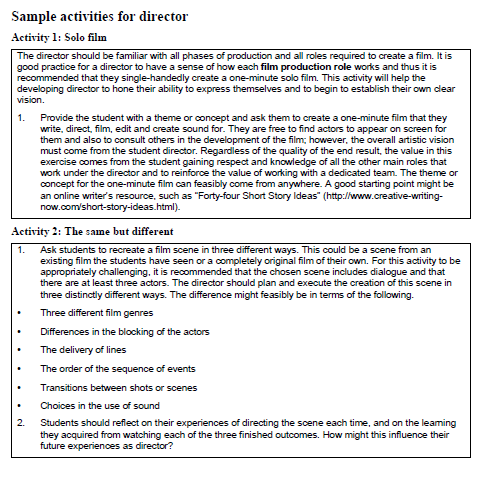 Sample activities for director
Activity 1: Solo film
The director should be familiar with all phases of production and all roles required to create a film. It is
good practice for a director to have a sense of how each film production role works and thus it is
recommended that they single-handedly create a one-minute solo film. This activity will help the
developing director to hone their ability to express themselves and to begin to establish their own clear
vision.
1. Provide the student with a theme or concept and ask them to create a one-minute film that they
write, direct, film, edit and create sound for. They are free to find actors to appear on screen for
them and also to consult others in the development of the film; however, the overall artistic vision
must come from the student director. Regardless of the quality of the end result, the value in this
exercise comes from the student gaining respect and knowledge of all the other main roles that
work under the director and to reinforce the value of working with a dedicated team. The theme or
concept for the one-minute film can feasibly come from anywhere. A good starting point might be
an online writer's resource, such as "Forty-four Short Story Ideas" (http://www.creative-writing-
now.com/short-story-ideas.html).
Activity 2: The same but different
1. Ask students to recreate a film scene in three different ways. This could be a scene from an
existing film the students have seen or a completely original film of their own. For this activity to be
appropriately challenging, it is recommended that the chosen scene includes dialogue and that
there are at least three actors. The director should plan and execute the creation of this scene in
three distinctly different ways. The difference might feasibly be in terms of the following.
• Three different film genres
• Differences in the blocking of the actors
• The delivery of lines
• The order of the sequence of events
• Transitions between shots or scenes
• Choices in the use of sound
2. Students should reflect on their experiences of directing the scene each time, and on the learning
they acquired from watching each of the three finished outcomes. How might this influence their
future experiences as director?